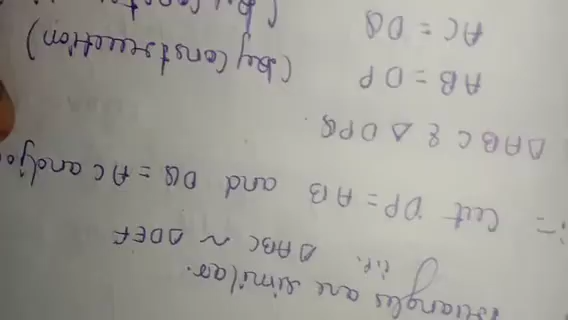 triangles are similar.
i.e. ΔABC ~ ΔDEF
:- Cut DP = AB and DQ = AC and jo
ΔABC & ΔDPQ
AB = DP (by construction)
AC = DQ